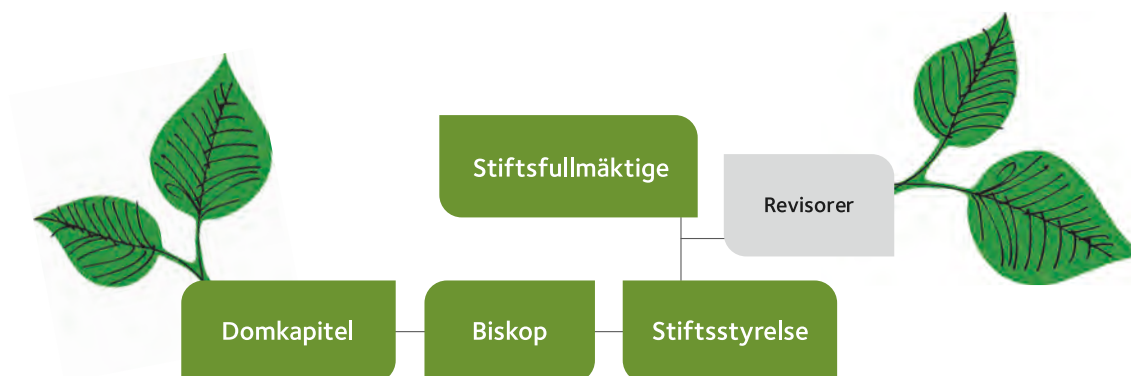 Stiftsfullmäktige
Revisorer
Domkapitel
Biskop
Stiftsstyrelse